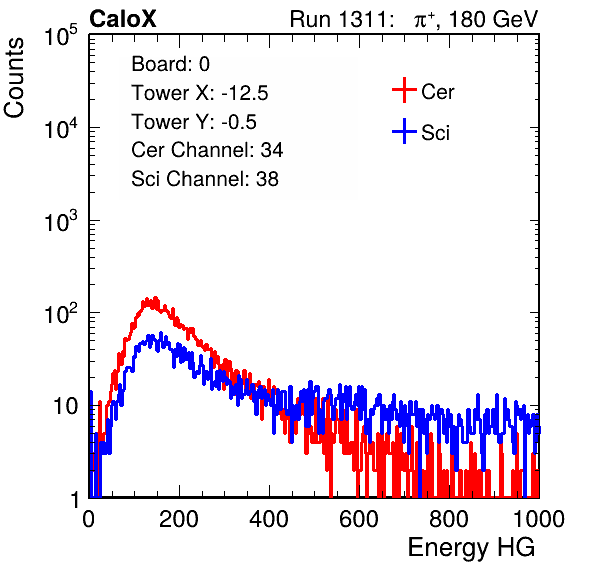 CaloX Run 1311: π⁺, 180 GeV
Counts
10⁵
10⁴
10³
10²
10
1
Board: 0
Tower X: -12.5
Tower Y: -0.5
Cer Channel: 34
Sci Channel: 38
Cer
Sci
0 200 400 600 800 1000
Energy HG